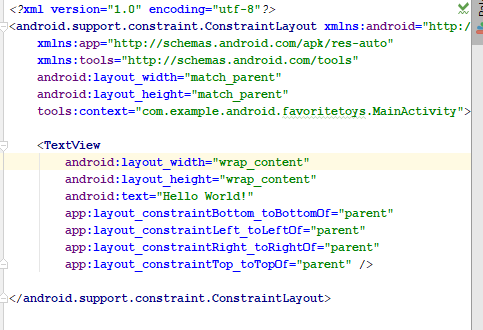 <?xml version="1.0" encoding="utf-8"?>
<android.support.constraint.ConstraintLayout xmlns:android="http:/
    xmlns:app="http://schemas.android.com/apk/res-auto"
    xmlns:tools="http://schemas.android.com/tools"
    android:layout_width="match_parent"
    android:layout_height="match_parent"
    tools:context="com.example.android.favoritetoys.MainActivity">

    <TextView
        android:layout_width="wrap_content"
        android:layout_height="wrap_content"
        android:text="Hello World!"
        app:layout_constraintBottom_toBottomOf="parent"
        app:layout_constraintLeft_toLeftOf="parent"
        app:layout_constraintRight_toRightOf="parent"
        app:layout_constraintTop_toTopOf="parent" />

</android.support.constraint.ConstraintLayout>